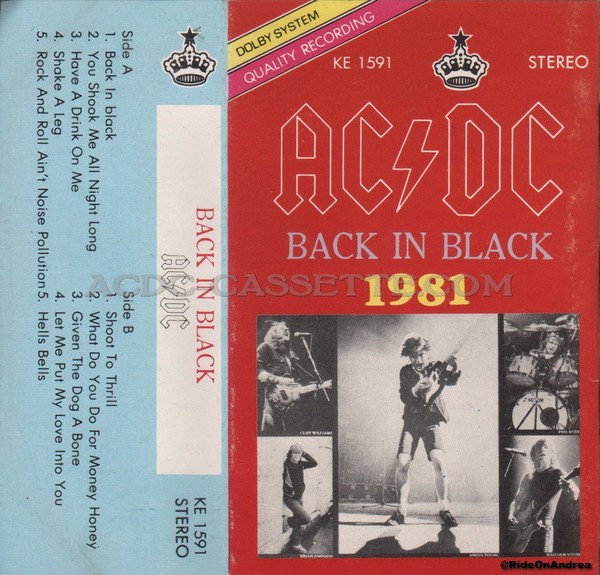 Side A
1. Back In black
2. You Shook Me All Night Long
3. Have A Drink On Me
4. Shake A Leg
5. Rock And Roll Ain't Noise Pollution
Side B
1. Shoot To Thrill
2. What Do You Do For Money Honey
3. Given The Dog A Bone
4. Let Me Put My Love Into You
5. Hells Bells
BACK IN BLACK
AC/DC
KE 1591
STEREO
DOLBY SYSTEM
QUALITY RECORDING
KE 1591
STEREO
AC DC
BACK IN BLACK
1981
ACDC-CASSETTE.COM
CLIFF WILLIAMS
PHIL RUDD
BRIAN JOHNSON
ANGUS YOUNG
MALCOLM YOUNG
@RideOnAndrea